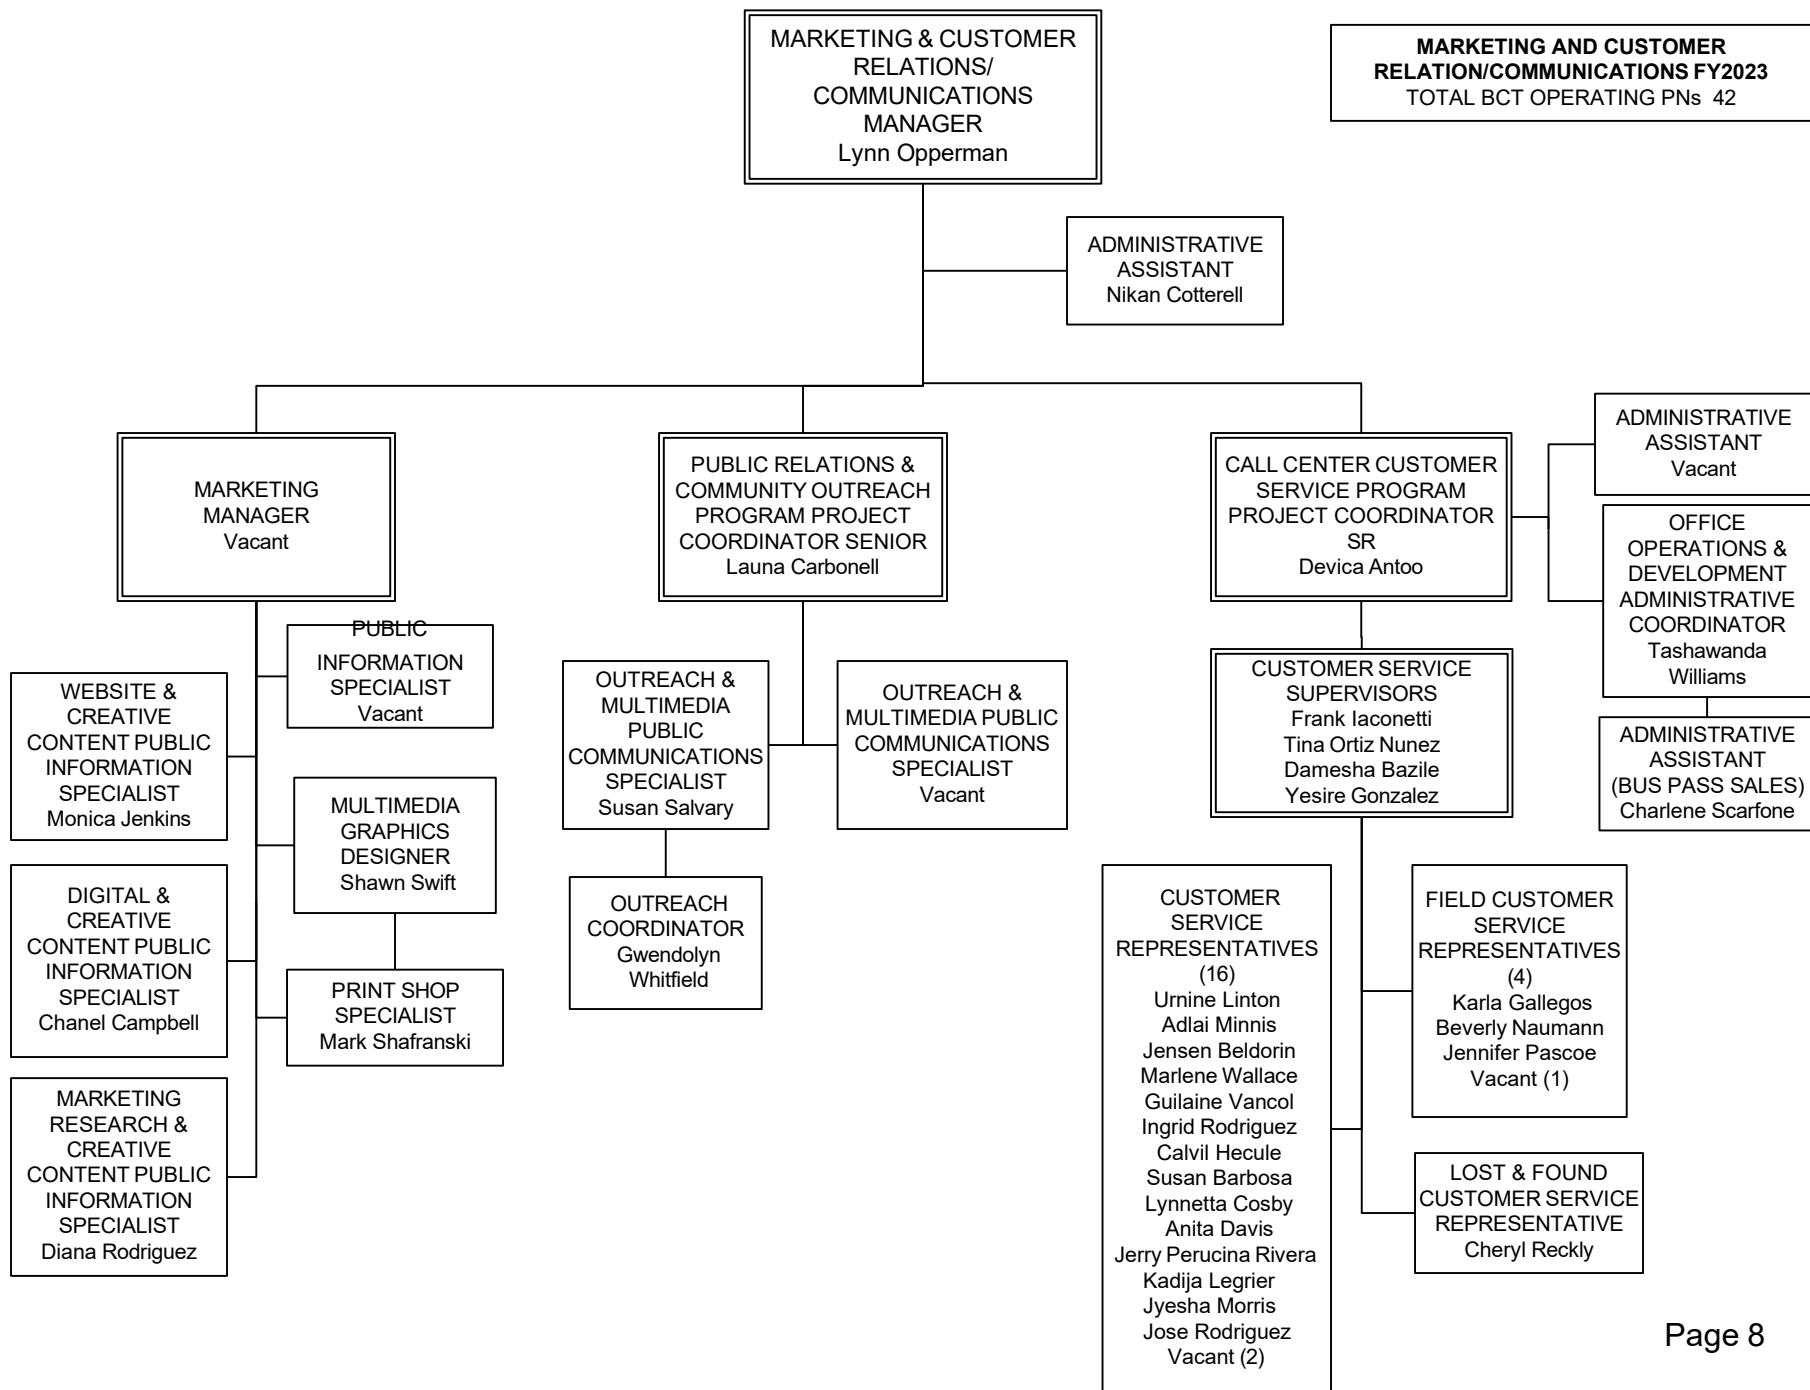 MARKETING & CUSTOMER
RELATIONS/
COMMUNICATIONS
MANAGER
Lynn Opperman
MARKETING AND CUSTOMER
RELATION/COMMUNICATIONS FY2023
TOTAL BCT OPERATING PNs 42
ADMINISTRATIVE
ASSISTANT
Nikan Cotterell
MARKETING
MANAGER
Vacant
PUBLIC RELATIONS &
COMMUNITY OUTREACH
PROGRAM PROJECT
COORDINATOR SENIOR
Launa Carbonell
CALL CENTER CUSTOMER
SERVICE PROGRAM
PROJECT COORDINATOR
SR
Devica Antoo
ADMINISTRATIVE
ASSISTANT
Vacant
OFFICE
OPERATIONS &
DEVELOPMENT
ADMINISTRATIVE
COORDINATOR
Tashawanda
Williams
ADMINISTRATIVE
ASSISTANT
(BUS PASS SALES)
Charlene Scarfone
PUBLIC
INFORMATION
SPECIALIST
Vacant
WEBSITE &
CREATIVE
CONTENT PUBLIC
INFORMATION
SPECIALIST
Monica Jenkins
MULTIMEDIA
GRAPHICS
DESIGNER
Shawn Swift
DIGITAL &
CREATIVE
CONTENT PUBLIC
INFORMATION
SPECIALIST
Chanel Campbell
PRINT SHOP
SPECIALIST
Mark Shafranski
MARKETING
RESEARCH &
CREATIVE
CONTENT PUBLIC
INFORMATION
SPECIALIST
Diana Rodriguez
OUTREACH &
MULTIMEDIA
PUBLIC
COMMUNICATIONS
SPECIALIST
Susan Salvary
OUTREACH &
MULTIMEDIA PUBLIC
COMMUNICATIONS
SPECIALIST
Vacant
OUTREACH
COORDINATOR
Gwendolyn
Whitfield
CUSTOMER SERVICE
SUPERVISORS
Frank Iaconetti
Tina Ortiz Nunez
Damesha Bazile
Yesire Gonzalez
CUSTOMER
SERVICE
REPRESENTATIVES
(16)
Urnine Linton
Adlai Minnis
Jensen Beldorin
Marlene Wallace
Guilaine Vancol
Ingrid Rodriguez
Calvil Hecule
Susan Barbosa
Lynnetta Cosby
Anita Davis
Jerry Perucina Rivera
Kadija Legrier
Jyesha Morris
Jose Rodriguez
Vacant (2)
FIELD CUSTOMER
SERVICE
REPRESENTATIVES
(4)
Karla Gallegos
Beverly Naumann
Jennifer Pascoe
Vacant (1)
LOST & FOUND
CUSTOMER SERVICE
REPRESENTATIVE
Cheryl Reckly
Page 8